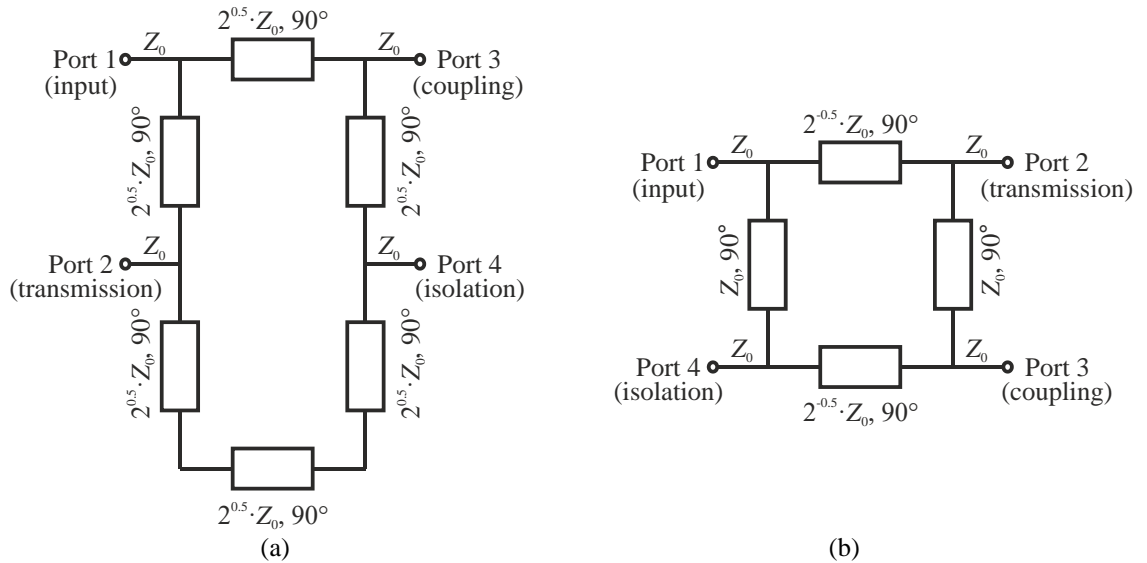 2^0.5·Z₀, 90°
Port 1
(input)
Z₀
Z₀
Port 3
(coupling)
2^0.5·Z₀, 90°
2^0.5·Z₀, 90°
Port 2
(transmission)
Z₀
Z₀
Port 4
(isolation)
2^0.5·Z₀, 90°
2^0.5·Z₀, 90°
2^0.5·Z₀, 90°
(a)
2^-0.5·Z₀, 90°
Port 1
(input)
Z₀
Z₀
Port 2
(transmission)
Z₀, 90°
Z₀, 90°
Port 4
(isolation)
Z₀
Z₀
Port 3
(coupling)
2^-0.5·Z₀, 90°
(b)